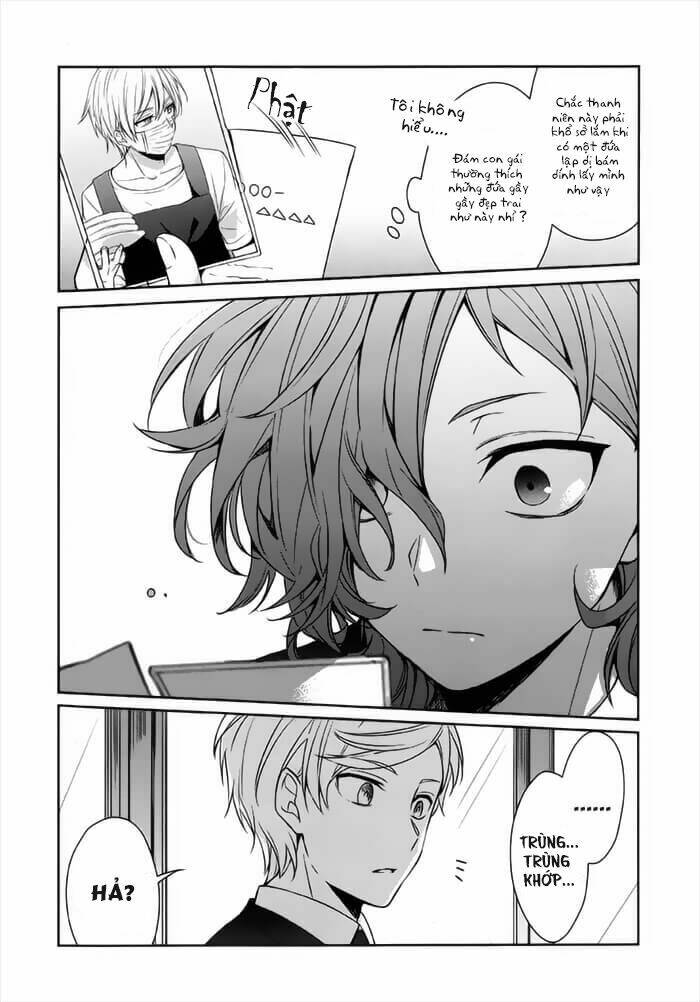 Chắc thanh
niên này phải
khổ sở lắm khi
có một đứa
lập dị bám
dính lấy mình
như vậy
Tôi không
hiểu....
Đám con gái
thường thích
những đứa gầy
gầy đẹp trai
như này nhỉ ?
Phật
OO-
△△△△
......
TRÙNG...
TRÙNG
KHỚP...
HẢ?